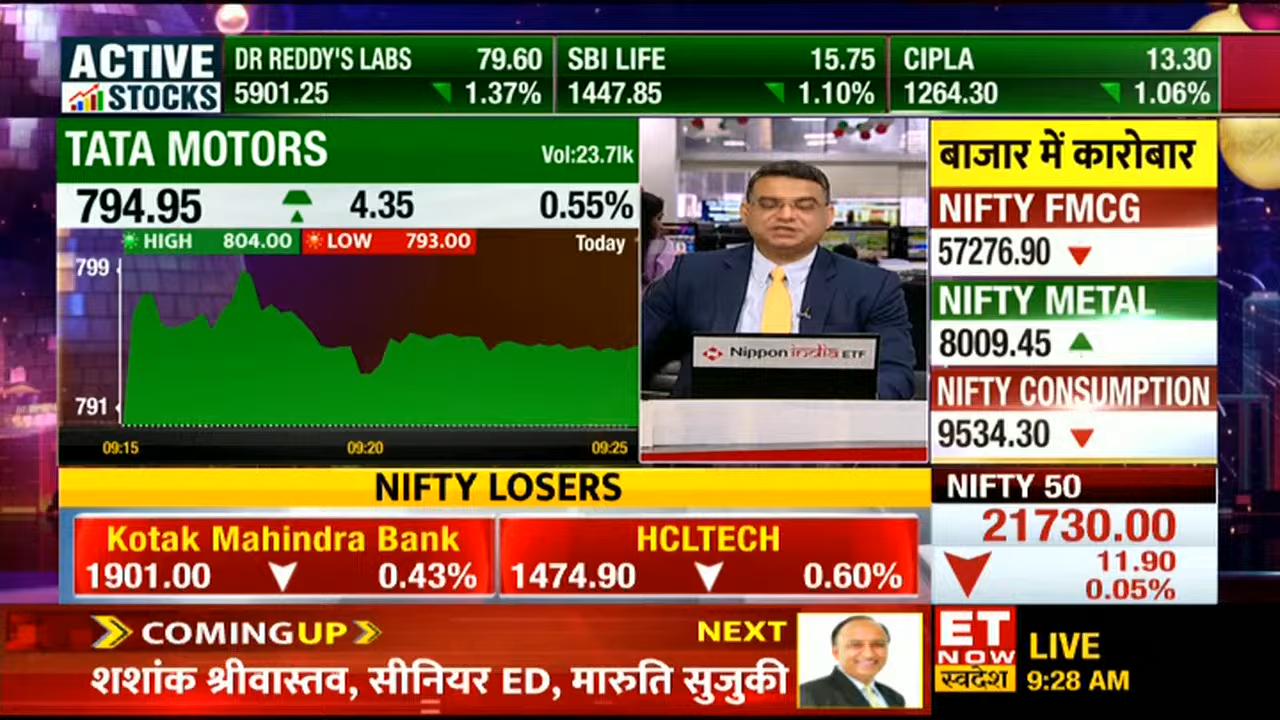 ACTIVE
STOCKS
DR REDDY'S LABS 79.60
5901.25 1.37%
SBI LIFE 15.75
1447.85 1.10%
CIPLA 13.30
1264.30 1.06%
TATA MOTORS Vol:23.7lk
794.95 4.35 0.55%
HIGH 804.00 LOW 793.00 Today
799
791
09:15 09:20 09:25
Nippon india ETF
बाजार में कारोबार
NIFTY FMCG
57276.90
NIFTY METAL
8009.45
NIFTY CONSUMPTION
9534.30
NIFTY 50
21730.00
11.90
0.05%
NIFTY LOSERS
Kotak Mahindra Bank
1901.00 0.43%
HCLTECH
1474.90 0.60%
COMING UP NEXT
शशांक श्रीवास्तव, सीनियर ED, मारुति सुजुकी
ET
NOW
स्वदेश
LIVE
9:28 AM